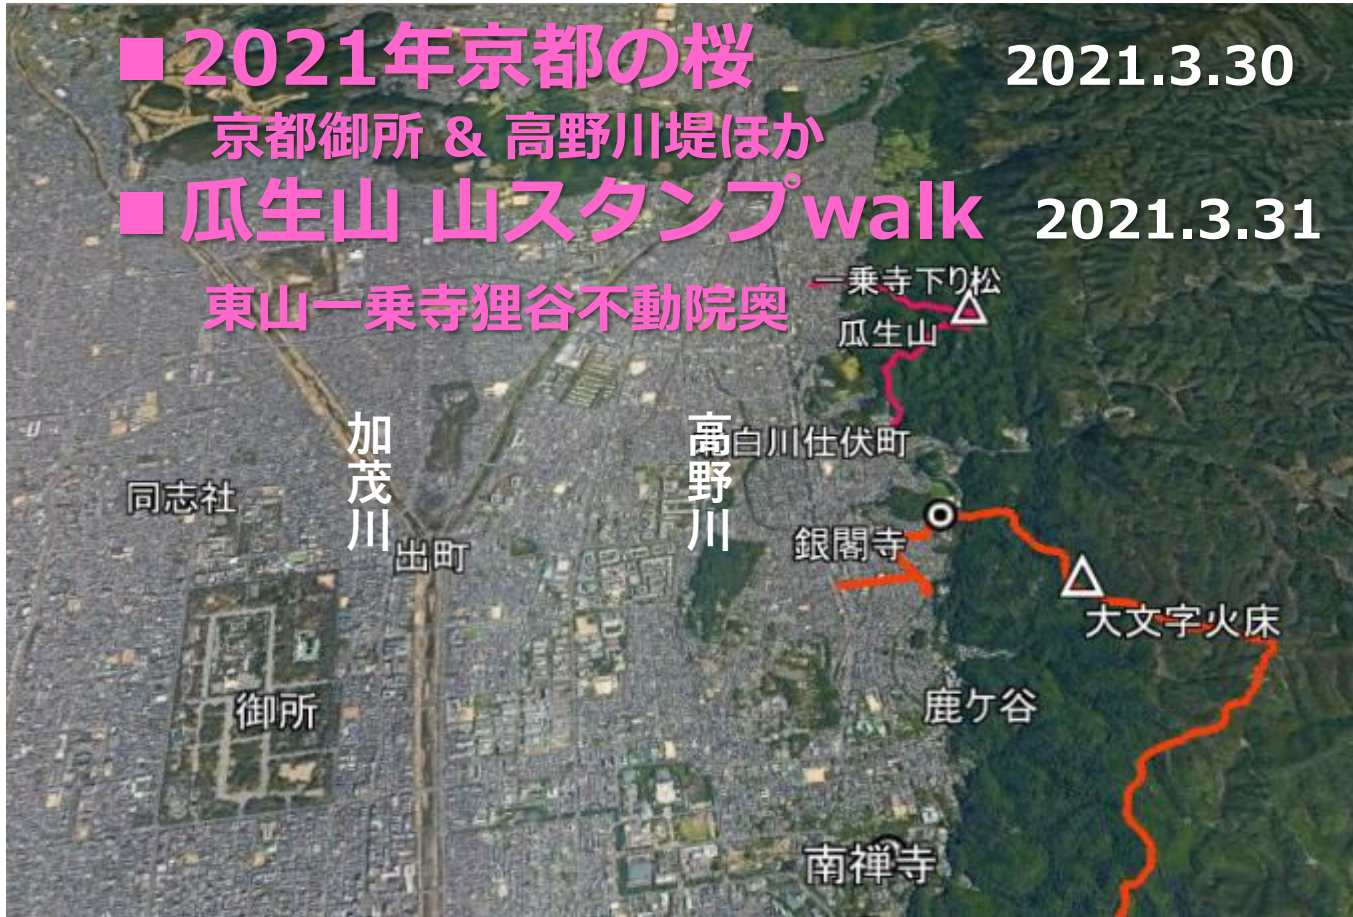 ■2021年京都の桜 2021.3.30
京都御所 & 高野川堤ほか
■瓜生山 山スタンプwalk 2021.3.31
東山一乗寺狸谷不動院奥
一乗寺下り松
瓜生山
加茂川
高野川
白川仕伏町
同志社
出町
銀閣寺
大文字火床
御所
鹿ケ谷
南禅寺